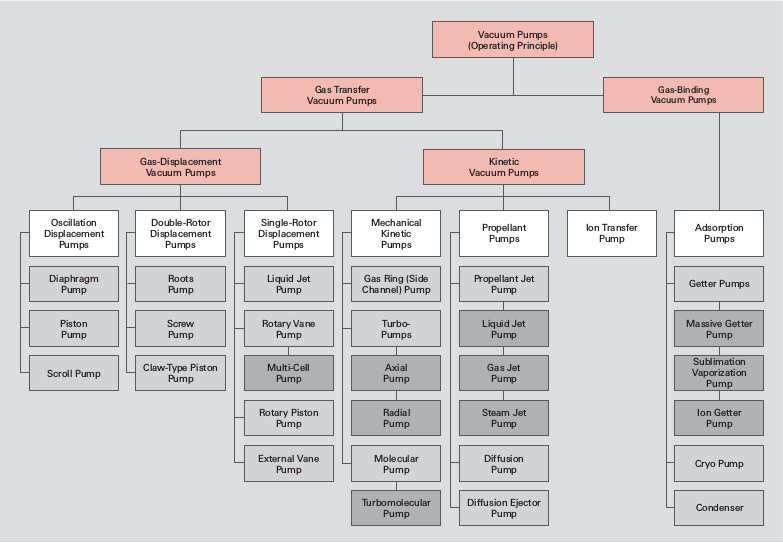 Vacuum Pumps
(Operating Principle)
Gas Transfer
Vacuum Pumps
Gas-Binding
Vacuum Pumps
Gas-Displacement
Vacuum Pumps
Kinetic
Vacuum Pumps
Oscillation
Displacement
Pumps
Double-Rotor
Displacement
Pumps
Single-Rotor
Displacement
Pumps
Mechanical
Kinetic
Pumps
Propellant
Pumps
Ion Transfer
Pump
Adsorption
Pumps
Diaphragm
Pump
Roots
Pump
Liquid Jet
Pump
Gas Ring (Side
Channel) Pump
Propellant Jet
Pump
Getter Pumps
Piston
Pump
Screw
Pump
Rotary Vane
Pump
Turbo-
Pumps
Liquid Jet
Pump
Massive Getter
Pump
Scroll Pump
Claw-Type Piston
Pump
Multi-Cell
Pump
Axial
Pump
Gas Jet
Pump
Sublimation
Vaporization
Pump
Rotary Piston
Pump
Radial
Pump
Steam Jet
Pump
Ion Getter
Pump
External Vane
Pump
Molecular
Pump
Diffusion
Pump
Cryo Pump
Turbomolecular
Pump
Diffusion Ejector
Pump
Condenser